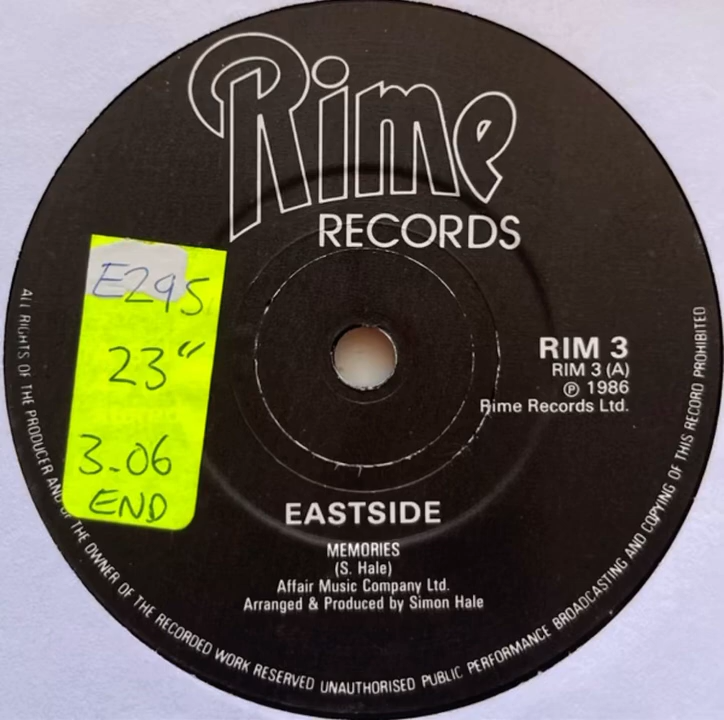 Rime
RECORDS
E295
23"
3.06
END
RIM 3
RIM 3 (A)
℗ 1986
Rime Records Ltd.
EASTSIDE
MEMORIES
(S. Hale)
Affair Music Company Ltd.
Arranged & Produced by Simon Hale
ALL RIGHTS OF THE PRODUCER AND OF THE OWNER OF THE RECORDED WORK RESERVED UNAUTHORISED PUBLIC PERFORMANCE BROADCASTING AND COPYING OF THIS RECORD PROHIBITED